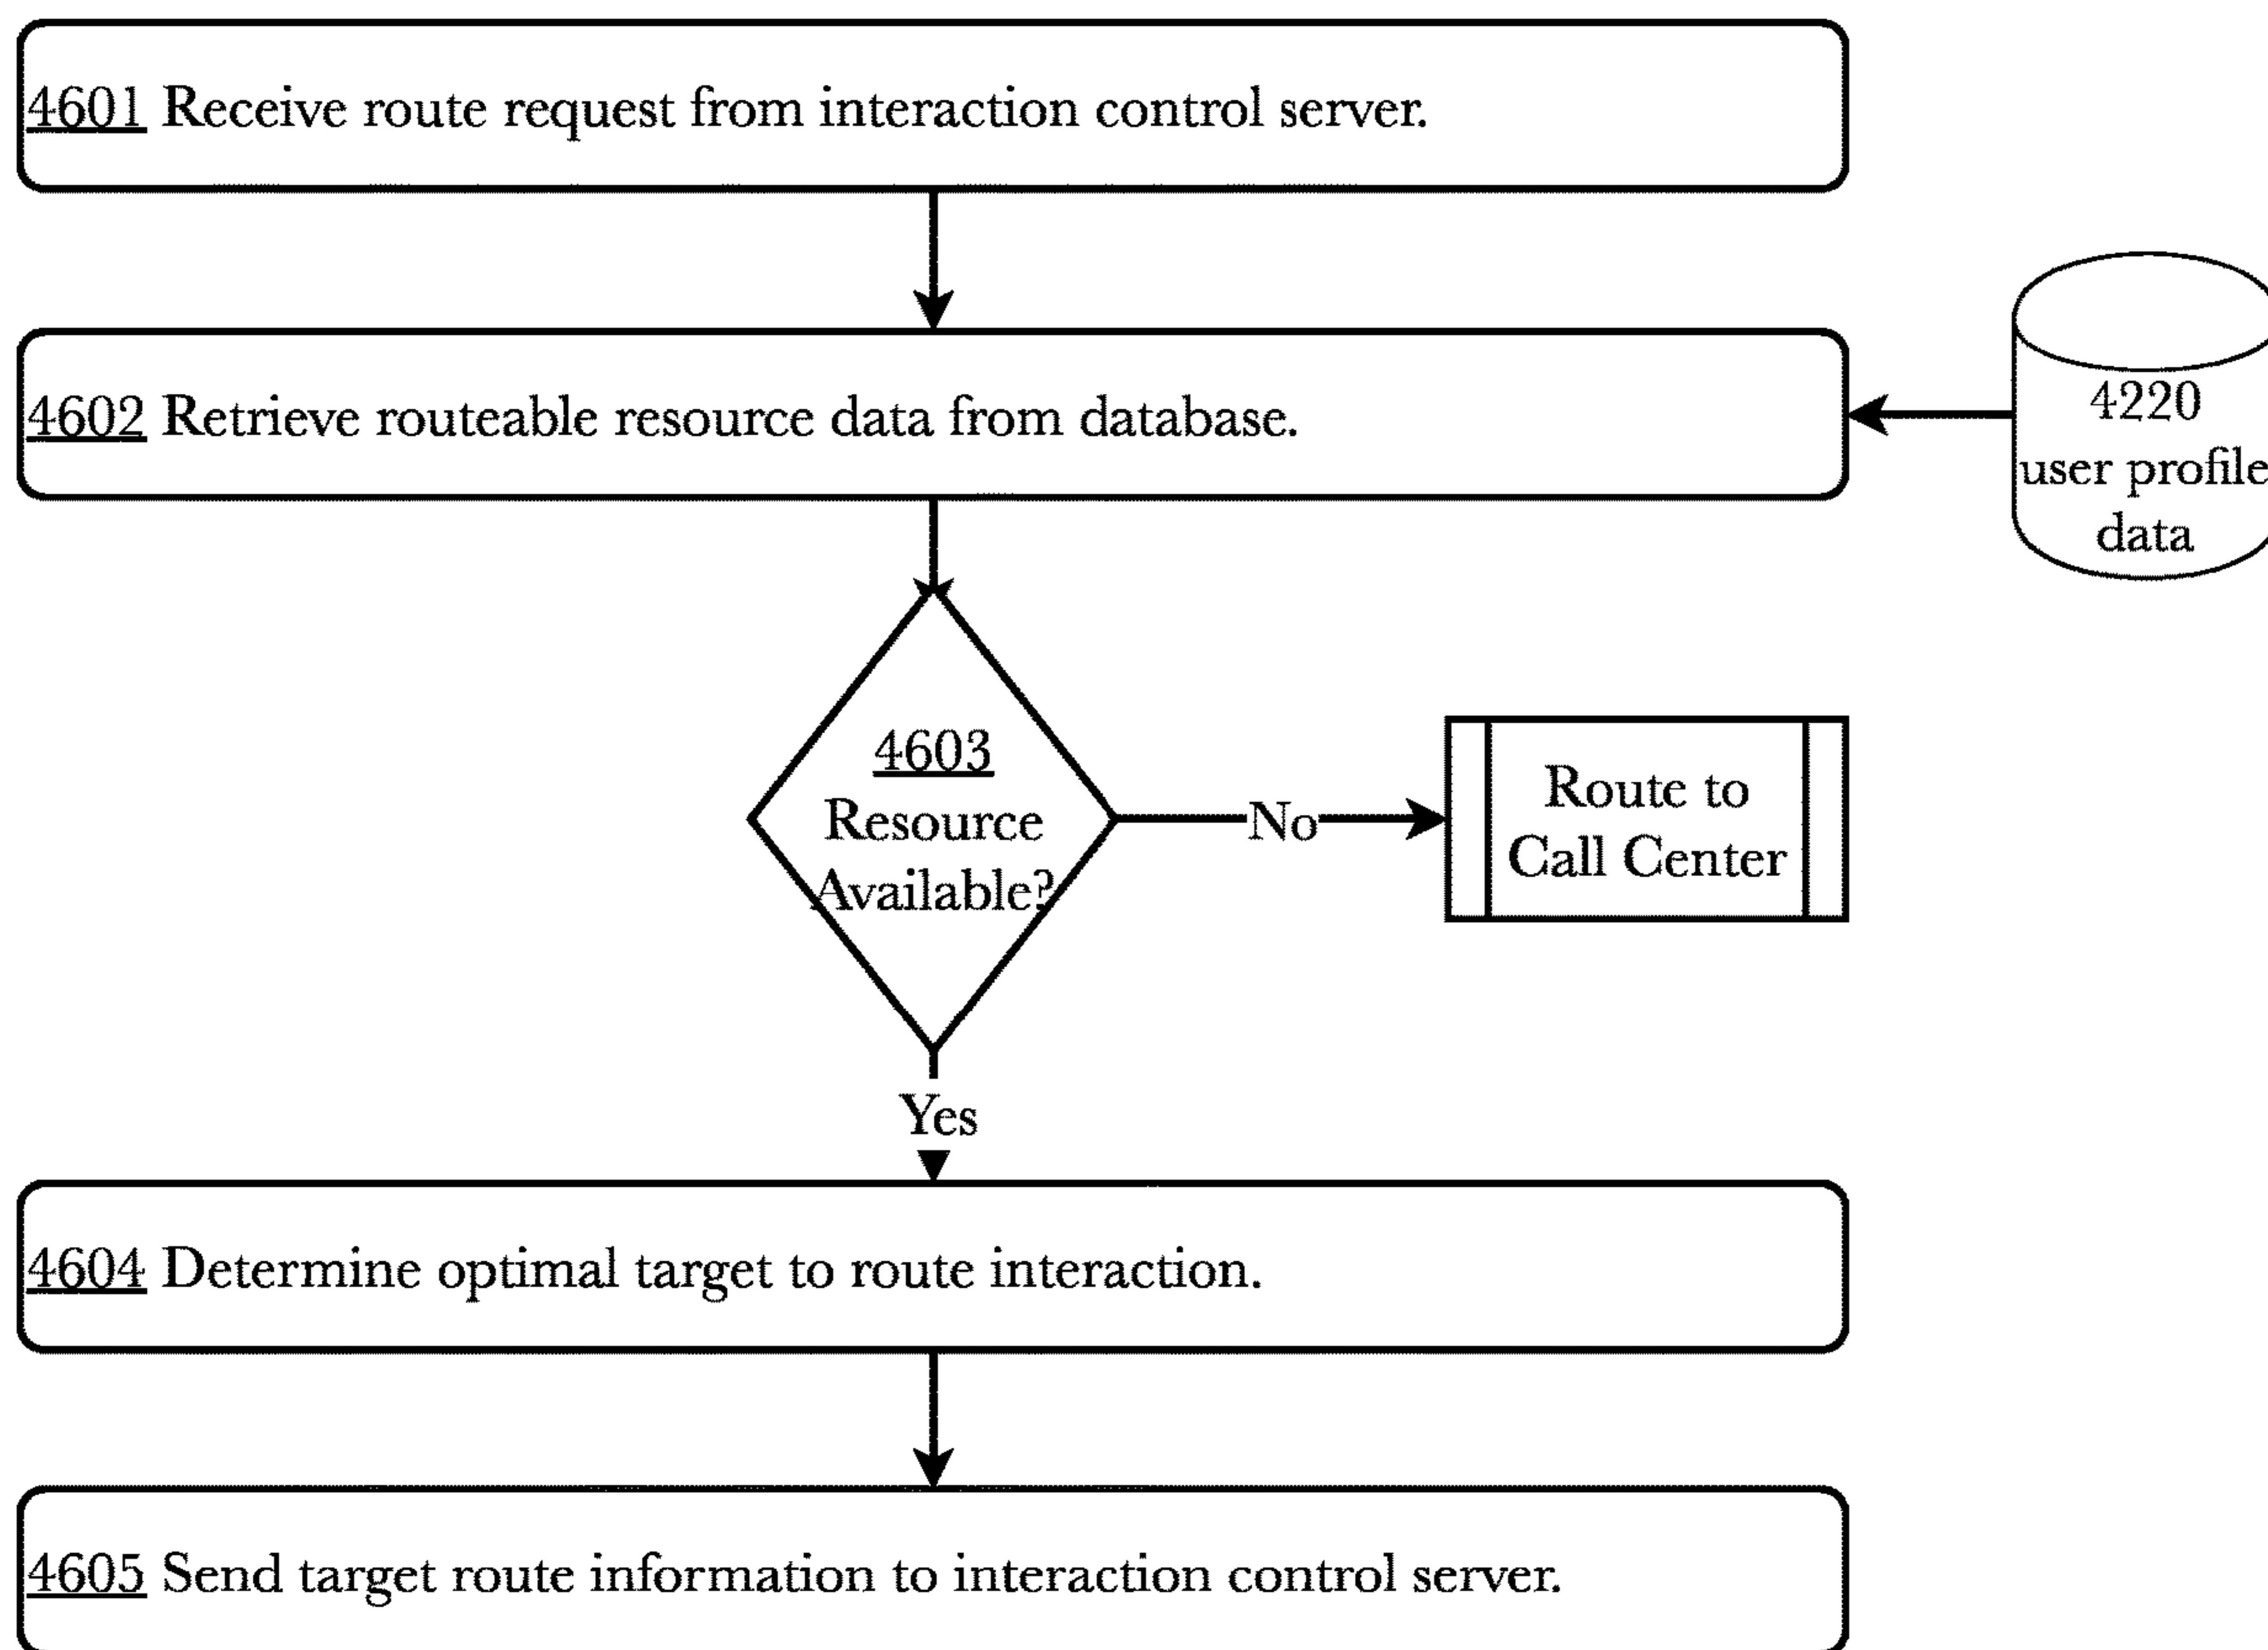 4601 Receive route request from interaction control server.
4602 Retrieve routeable resource data from database.
4220
user profile
data
4603
Resource
Available?
No
Route to
Call Center
Yes
4604 Determine optimal target to route interaction.
4605 Send target route information to interaction control server.